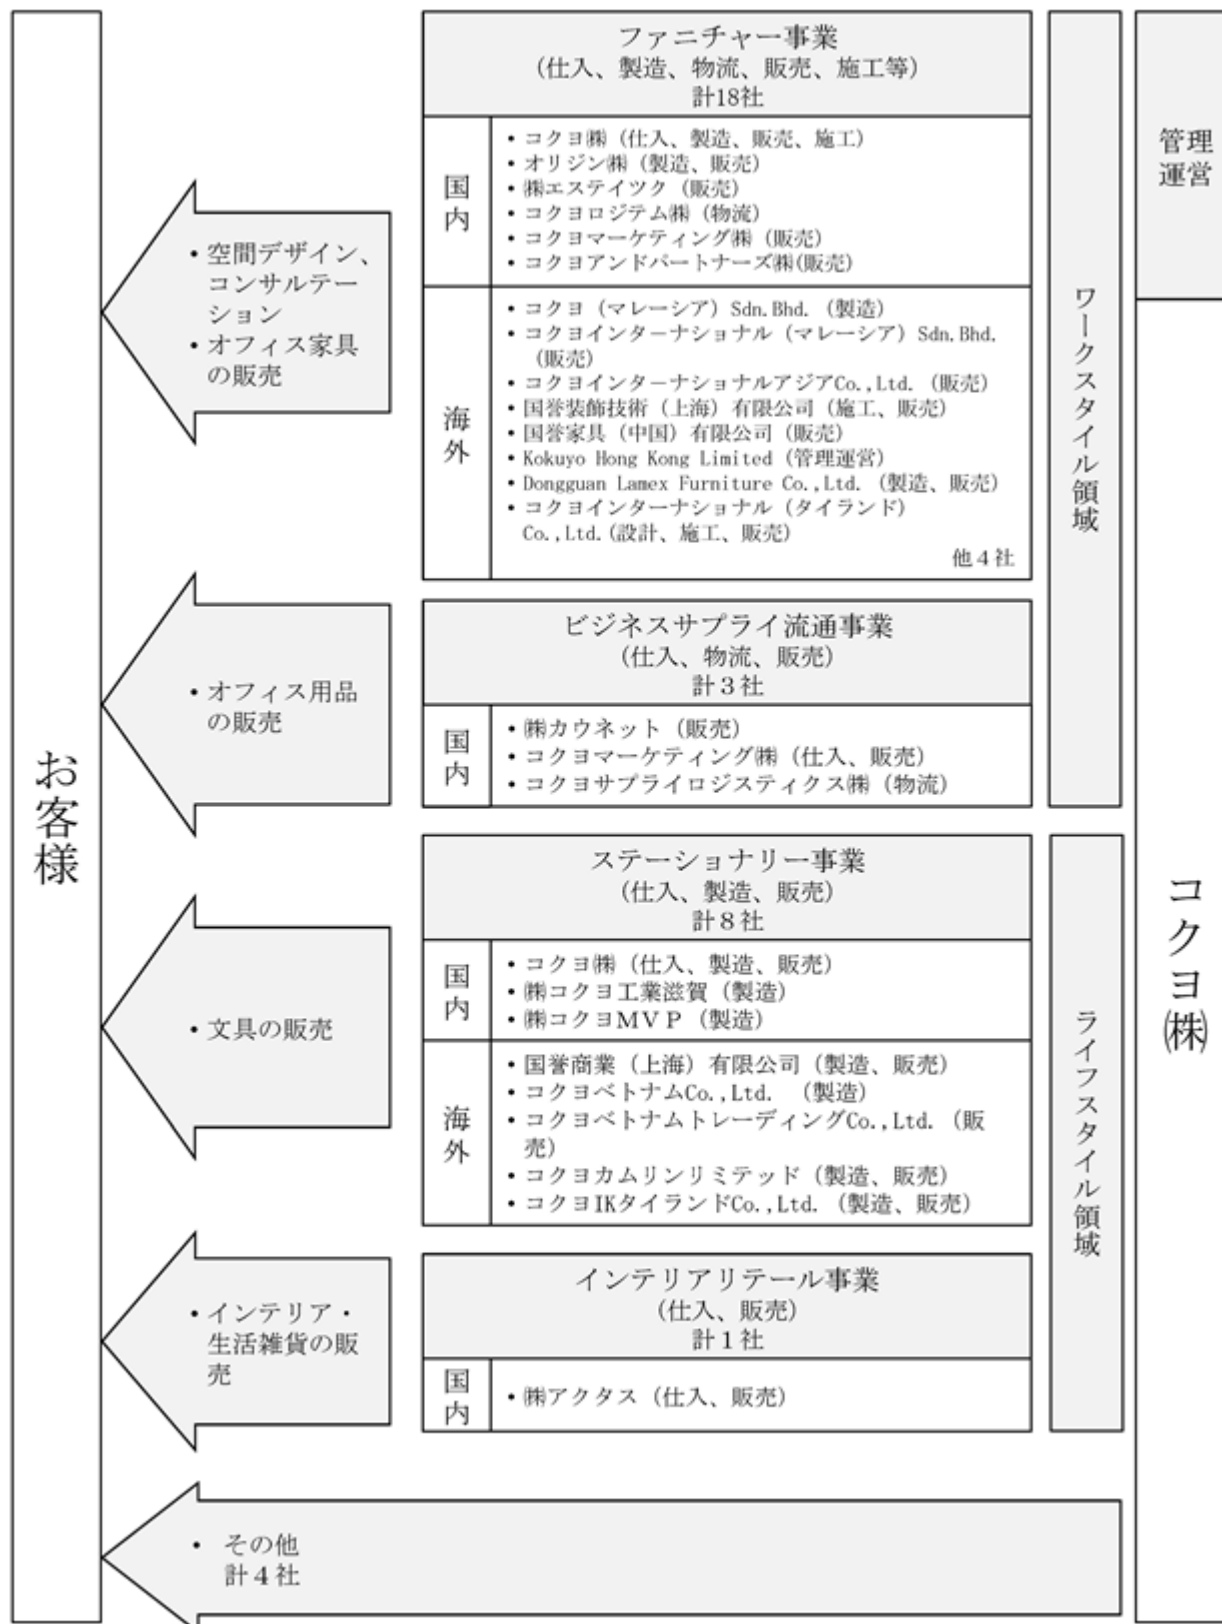 お客様
・空間デザイン、
コンサルテー
ション
・オフィス家具
の販売
ファニチャー事業
(仕入、製造、物流、販売、施工等)
計18社
国内
・コクヨ㈱（仕入、製造、販売、施工）
・オリジン㈱（製造、販売）
・㈱エステイツク（販売）
・コクヨロジテム㈱（物流）
・コクヨマーケティング㈱（販売）
・コクヨアンドパートナーズ㈱(販売)
海外
・コクヨ（マレーシア）Sdn.Bhd.（製造）
・コクヨインターナショナル（マレーシア）Sdn.Bhd.
（販売）
・コクヨインターナショナルアジアCo.,Ltd.（販売）
・国誉装飾技術（上海）有限公司（施工、販売）
・国誉家具（中国）有限公司（販売）
・Kokuyo Hong Kong Limited（管理運営）
・Dongguan Lamex Furniture Co.,Ltd.（製造、販売）
・コクヨインターナショナル（タイランド）
Co.,Ltd.(設計、施工、販売)
他４社
・オフィス用品
の販売
ビジネスサプライ流通事業
(仕入、物流、販売)
計３社
国内
・㈱カウネット（販売）
・コクヨマーケティング㈱（仕入、販売）
・コクヨサプライロジスティクス㈱（物流）
ワークスタイル領域
・文具の販売
ステーショナリー事業
(仕入、製造、販売)
計８社
国内
・コクヨ㈱（仕入、製造、販売）
・㈱コクヨ工業滋賀（製造）
・㈱コクヨＭＶＰ（製造）
海外
・国誉商業（上海）有限公司（製造、販売）
・コクヨベトナムCo.,Ltd.　（製造）
・コクヨベトナムトレーディングCo.,Ltd.（販
売）
・コクヨカムリンリミテッド（製造、販売）
・コクヨIKタイランドCo.,Ltd.（製造、販売）
・インテリア・
生活雑貨の販
売
インテリアリテール事業
(仕入、販売)
計１社
国内
・㈱アクタス（仕入、販売）
ライフスタイル領域
・その他
計４社
管理
運営
コクヨ㈱